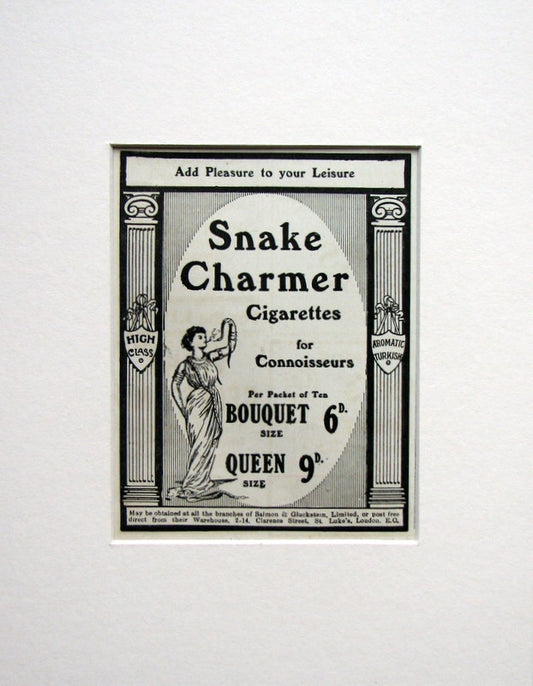 Add Pleasure to your Leisure
Snake
Charmer
Cigarettes
for
Connoisseurs
HIGH
CLASS
AROMATIC
TURKISH
Per Packet of Ten
BOUQUET 6D.
SIZE
QUEEN 9D.
SIZE
May be obtained at all the branches of Salmon & Gluckstein, Limited, or post free
direct from their Warehouse, 2-14, Clarence Street, St. Luke's, London, E.C.